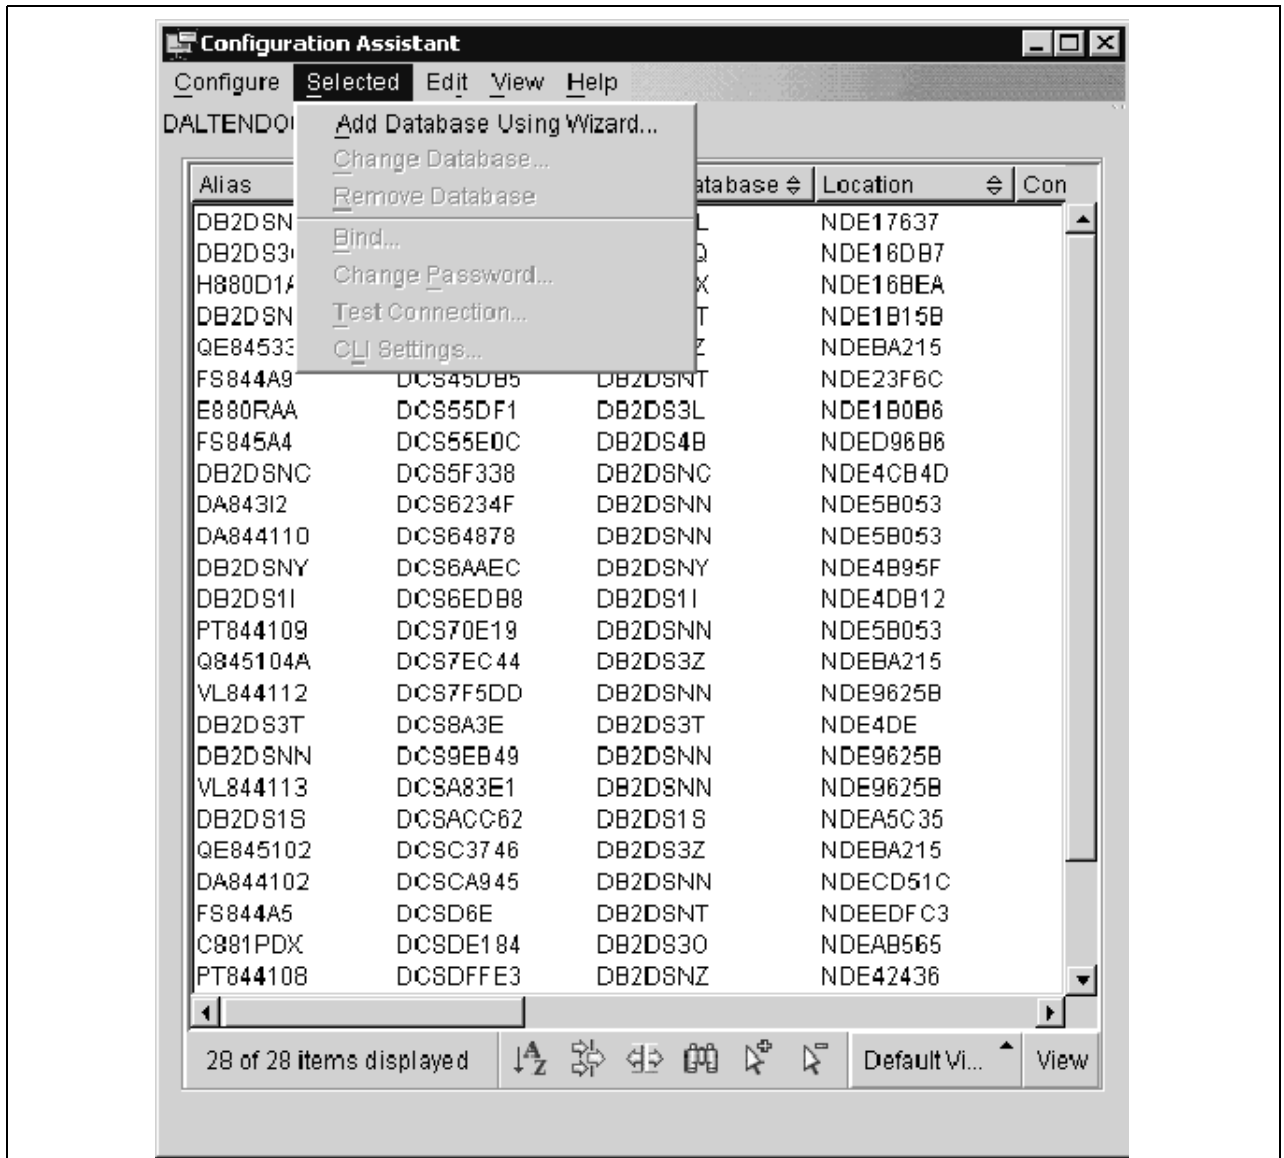 Configuration Assistant
Configure Selected Edit View Help
DALTENDO
Add Database Using Wizard...
Change Database...
Remove Database
Bind...
Change Password...
Test Connection...
CLI Settings...
Alias atabase Location Con
DB2DSN L NDE17637
DB2DS3 Q NDE16DB7
H880D1A X NDE16BEA
DB2DSN T NDE1B15B
QE84533 Z NDEBA215
FS844A9 DCS45DB5 DB2DSNT NDE23F6C
E880RAA DCS55DF1 DB2DS3L NDE1B0B6
FS845A4 DCS55E0C DB2DS4B NDED96B6
DB2DSNC DCS5F338 DB2DSNC NDE4CB4D
DA843I2 DCS6234F DB2DSNN NDE5B053
DA844110 DCS64878 DB2DSNN NDE5B053
DB2DSNY DCS6AAEC DB2DSNY NDE4B95F
DB2DS1I DCS6EDB8 DB2DS1I NDE4DB12
PT844109 DCS70E19 DB2DSNN NDE5B053
Q845104A DCS7EC44 DB2DS3Z NDEBA215
VL844112 DCS7F5DD DB2DSNN NDE9625B
DB2DS3T DCS8A3E DB2DS3T NDE4DE
DB2DSNN DCS9EB49 DB2DSNN NDE9625B
VL844113 DCSA83E1 DB2DSNN NDE9625B
DB2DS1S DCSACC62 DB2DS1S NDEA5C35
QE845102 DCSC3746 DB2DS3Z NDEBA215
DA844102 DCSCA945 DB2DSNN NDECD51C
FS844A5 DCSD6E DB2DSNT NDEEDFC3
C881PDX DCSDE184 DB2DS3O NDEAB565
PT844108 DCSDFFE3 DB2DSNZ NDE42436
28 of 28 items displayed Default Vi... View